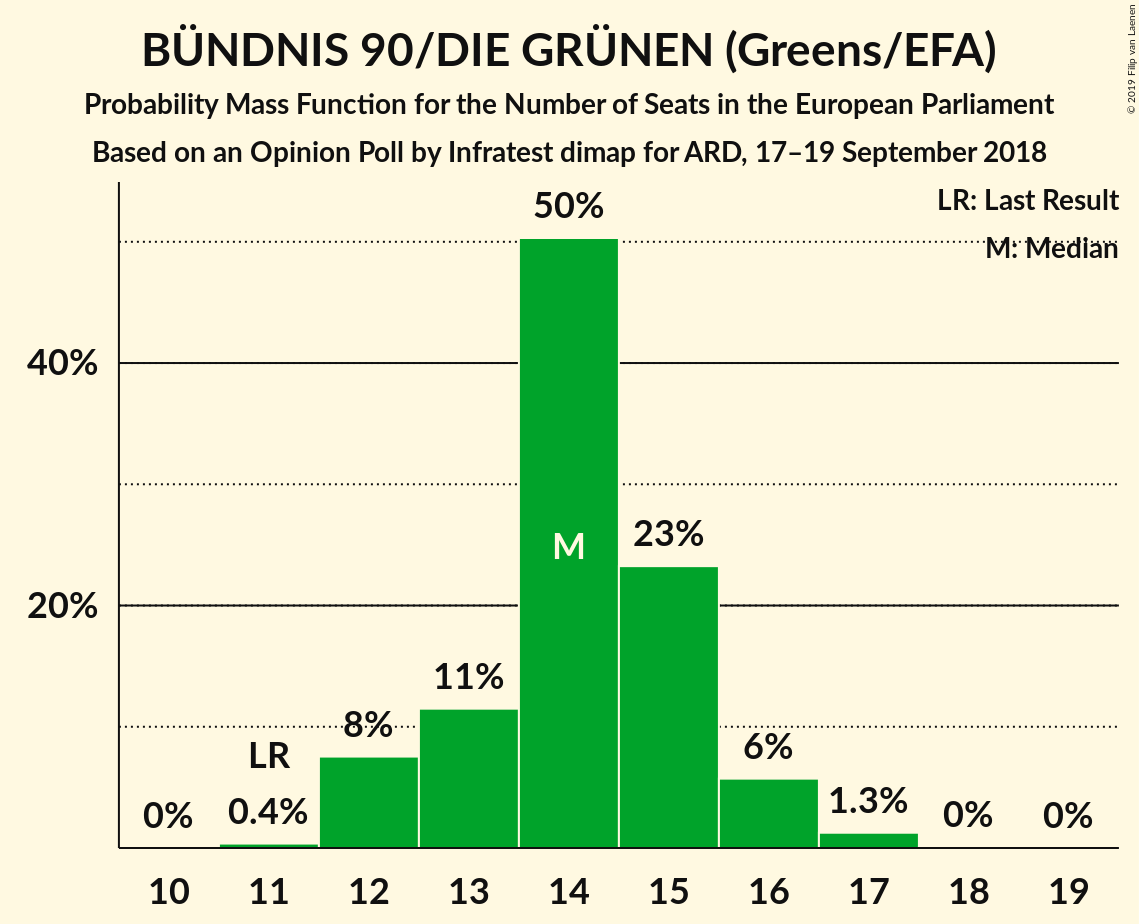 BÜNDNIS 90/DIE GRÜNEN (Greens/EFA)
Probability Mass Function for the Number of Seats in the European Parliament
Based on an Opinion Poll by Infratest dimap for ARD, 17–19 September 2018
© 2019 Filip van Laenen
LR: Last Result
M: Median
50%
40%
23%
M
20%
11%
8%
6%
LR
1.3%
0.4%
0%
0%
0%
10 11 12 13 14 15 16 17 18 19